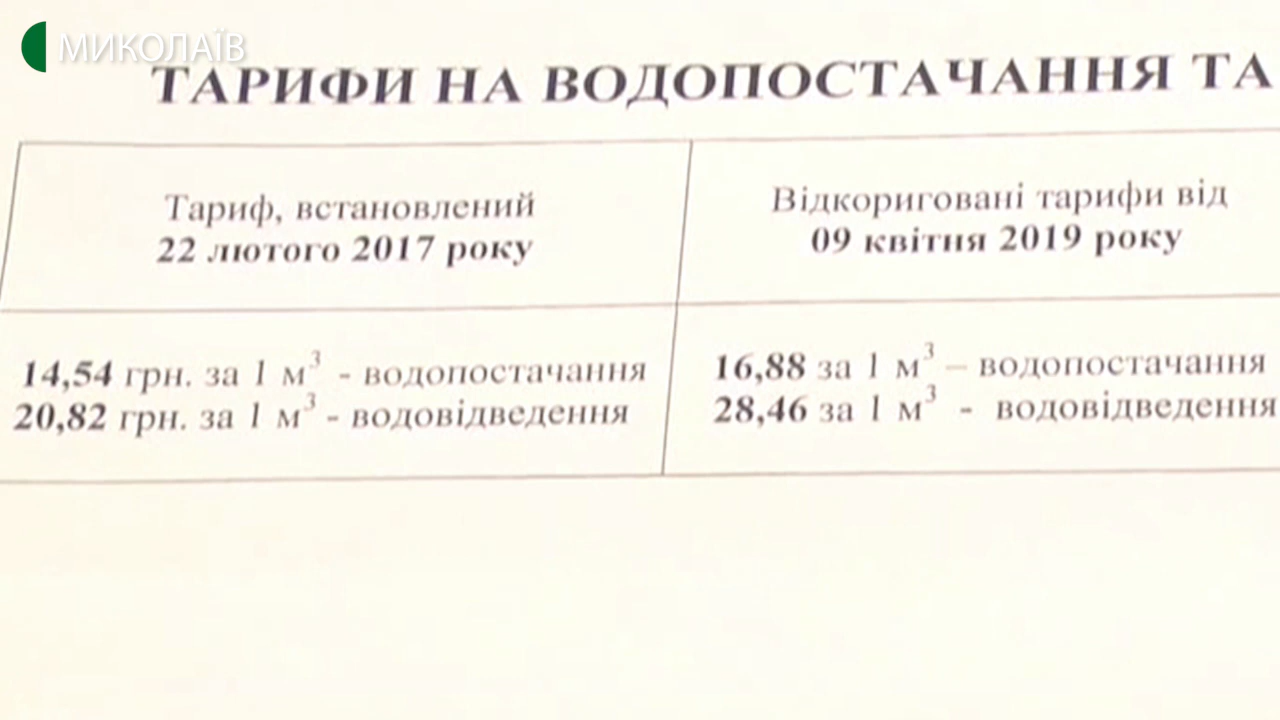 МИКОЛАЇВ
ТАРИФИ НА ВОДОПОСТАЧАННЯ ТА
Тариф, встановлений
22 лютого 2017 року
Відкориговані тарифи від
09 квітня 2019 року
14,54 грн. за 1 м³ - водопостачання
20,82 грн. за 1 м³ - водовідведення
16,88 за 1 м³ – водопостачання
28,46 за 1 м³ - водовідведення